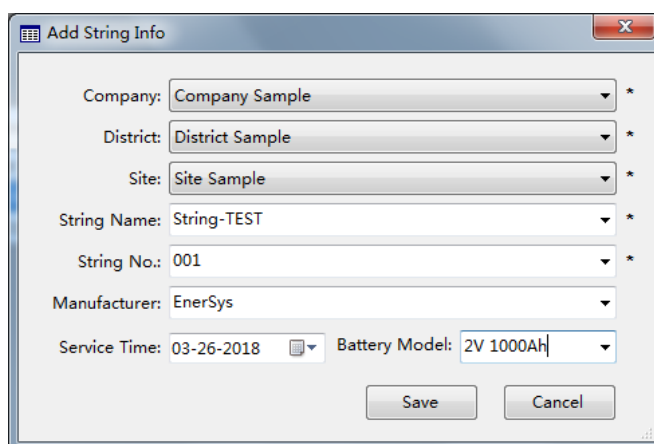 Add String Info
Company: Company Sample *
District: District Sample *
Site: Site Sample *
String Name: String-TEST *
String No.: 001 *
Manufacturer: EnerSys
Service Time: 03-26-2018 Battery Model: 2V 1000Ah
Save Cancel